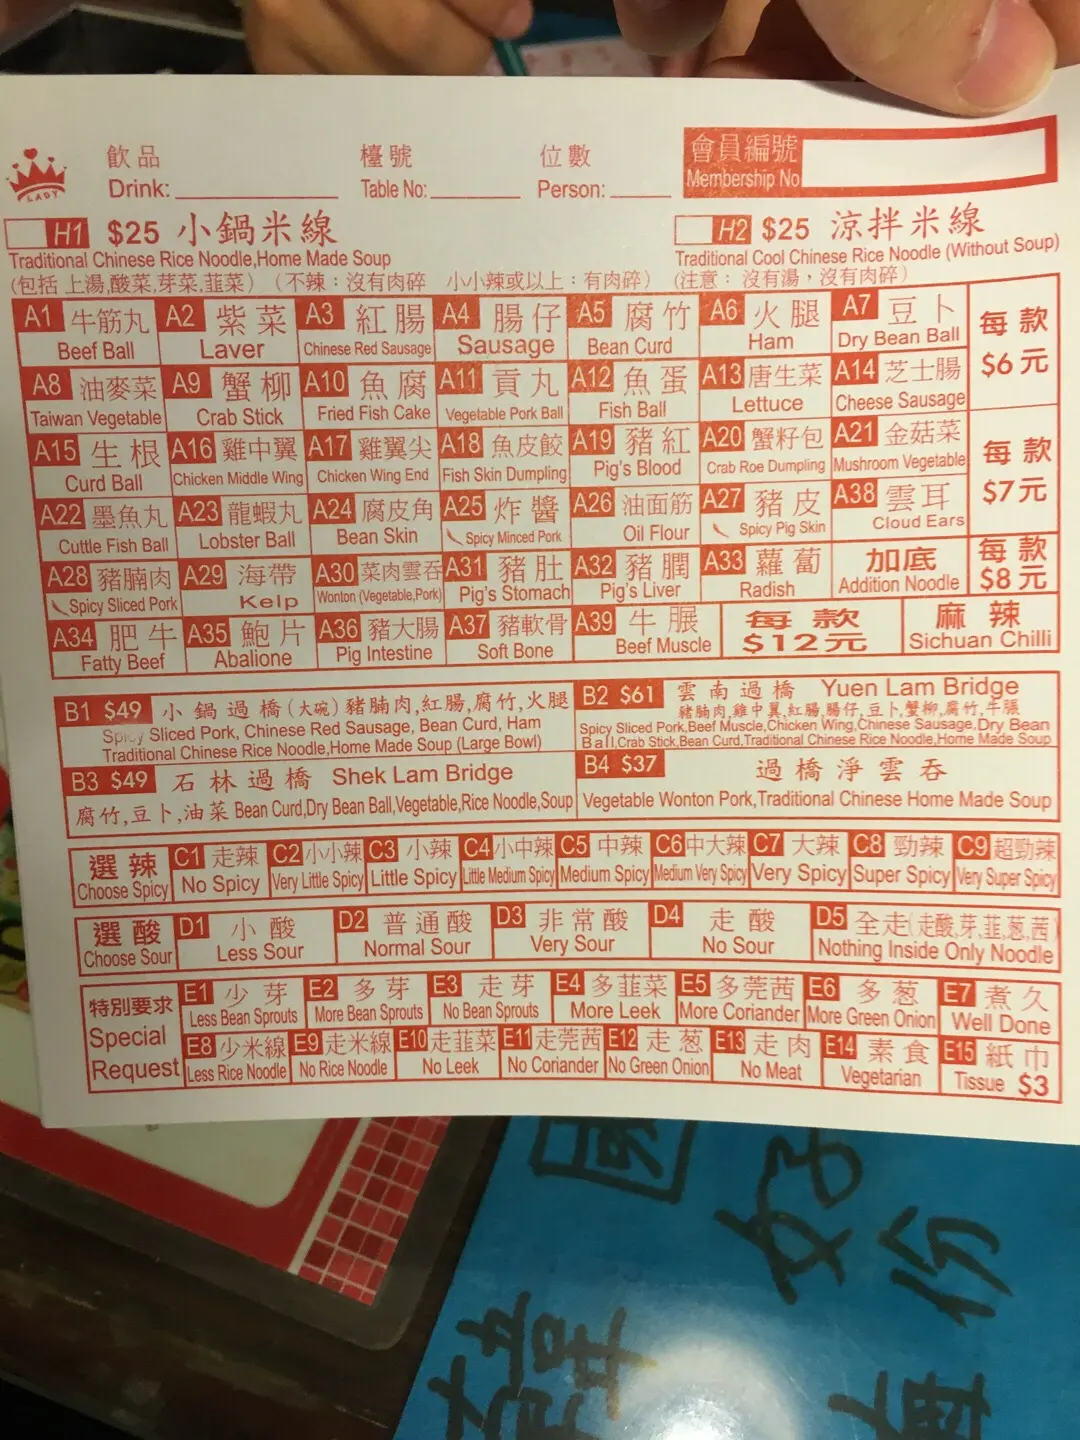 飲品 檯號 位數 會員編號
LADY Drink: Table No: Person: Membership No
H1 $25 小鍋米線 H2 $25 涼拌米線
Traditional Chinese Rice Noodle,Home Made Soup Traditional Cool Chinese Rice Noodle (Without Soup)
(包括 上湯,酸菜,芽菜,韮菜) (不辣：沒有肉碎 小小辣或以上：有肉碎) (注意：沒有湯，沒有肉碎)
A1 牛筋丸 A2 紫菜 A3 紅腸 A4 腸仔 A5 腐竹 A6 火腿 A7 豆卜 每款
Beef Ball Laver Chinese Red Sausage Sausage Bean Curd Ham Dry Bean Ball $6元
A8 油麥菜 A9 蟹柳 A10 魚腐 A11 貢丸 A12 魚蛋 A13 唐生菜 A14 芝士腸
Taiwan Vegetable Crab Stick Fried Fish Cake Vegetable Pork Ball Fish Ball Lettuce Cheese Sausage
A15 生根 A16 雞中翼 A17 雞翼尖 A18 魚皮餃 A19 豬紅 A20 蟹籽包 A21 金菇菜 每款
Curd Ball Chicken Middle Wing Chicken Wing End Fish Skin Dumpling Pig's Blood Crab Roe Dumpling Mushroom Vegetable $7元
A22 墨魚丸 A23 龍蝦丸 A24 腐皮角 A25 炸醬 A26 油面筋 A27 豬皮 A38 雲耳
Cuttle Fish Ball Lobster Ball Bean Skin Spicy Minced Pork Oil Flour Spicy Pig Skin Cloud Ears
A28 豬腩肉 A29 海帶 A30 菜肉雲吞 A31 豬肚 A32 豬膶 A33 蘿蔔 加底 每款
Spicy Sliced Pork Kelp Wonton (Vegetable,Pork) Pig's Stomach Pig's Liver Radish Addition Noodle $8元
A34 肥牛 A35 鮑片 A36 豬大腸 A37 豬軟骨 A39 牛𦟌 每款 麻辣
Fatty Beef Abalione Pig Intestine Soft Bone Beef Muscle $12元 Sichuan Chilli
B1 $49 小鍋過橋(大碗)豬腩肉,紅腸,腐竹,火腿
Spicy Sliced Pork, Chinese Red Sausage, Bean Curd, Ham
Traditional Chinese Rice Noodle,Home Made Soup (Large Bowl)
B2 $61 雲南過橋 Yuen Lam Bridge
豬腩肉,雞中翼,紅腸,腸仔,豆卜,蟹柳,腐竹,牛𦟌
Spicy Sliced Pork,Beef Muscle,Chicken Wing,Chinese Sausage,Dry Bean
Ball,Crab Stick,Bean Curd,Traditional Chinese Rice Noodle,Home Made Soup
B3 $49 石林過橋 Shek Lam Bridge
腐竹,豆卜,油菜 Bean Curd,Dry Bean Ball,Vegetable,Rice Noodle,Soup
B4 $37 過橋淨雲吞
Vegetable Wonton Pork,Traditional Chinese Home Made Soup
選辣 C1 走辣 C2 小小辣 C3 小辣 C4 小中辣 C5 中辣 C6 中大辣 C7 大辣 C8 勁辣 C9 超勁辣
Choose Spicy No Spicy Very Little Spicy Little Spicy Little Medium Spicy Medium Spicy Medium Very Spicy Very Spicy Super Spicy Very Super Spicy
選酸 D1 小酸 D2 普通酸 D3 非常酸 D4 走酸 D5 全走(走酸,芽,韮,葱,茜)
Choose Sour Less Sour Normal Sour Very Sour No Sour Nothing Inside Only Noodle
特別要求 E1 少芽 E2 多芽 E3 走芽 E4 多韮菜 E5 多莞茜 E6 多葱 E7 煮久
Special Less Bean Sprouts More Bean Sprouts No Bean Sprouts More Leek More Coriander More Green Onion Well Done
Request E8 少米線 E9 走米線 E10 走韮菜 E11 走莞茜 E12 走葱 E13 走肉 E14 素食 E15 紙巾
Less Rice Noodle No Rice Noodle No Leek No Coriander No Green Onion No Meat Vegetarian Tissue $3
好
份